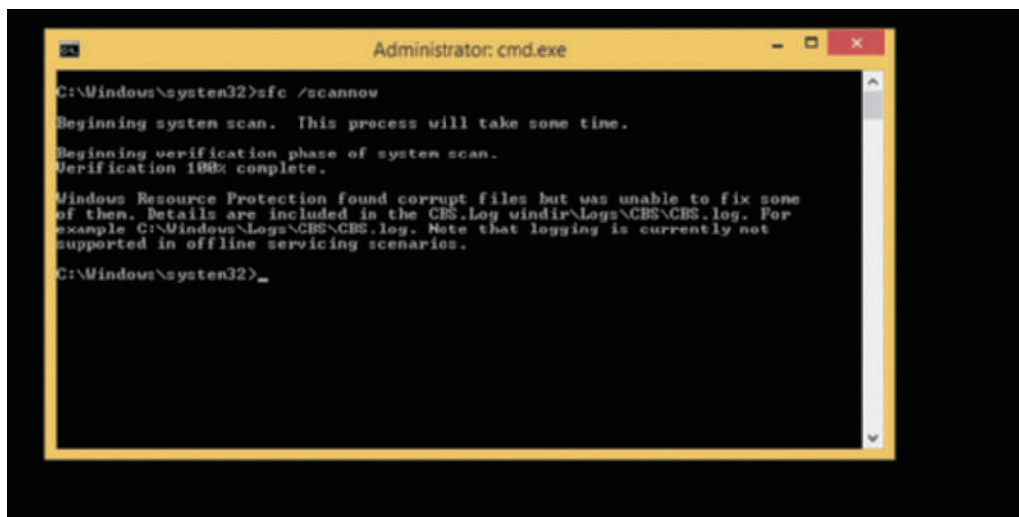 Administrator: cmd.exe
C:\Windows\system32>sfc /scannow
Beginning system scan.  This process will take some time.
Beginning verification phase of system scan.
Verification 100% complete.
Windows Resource Protection found corrupt files but was unable to fix some
of them. Details are included in the CBS.Log windir\Logs\CBS\CBS.log. For
example C:\Windows\Logs\CBS\CBS.log. Note that logging is currently not
supported in offline servicing scenarios.
C:\Windows\system32>_